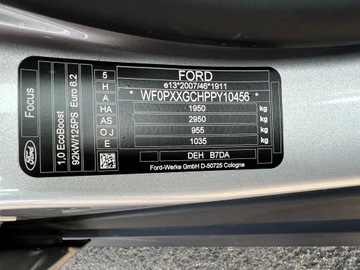 FORD
e13*2007/46*1911
* WF0PXXGCHPPY10456 *
1950 kg
2950 kg
955 kg
1035 kg
DEH B7DA
Ford-Werke GmbH D-50725 Cologne
5
H
A
HA
AS
O J
E
Focus
1,0 EcoBoost
92kW/125PS Euro 6.2
Ford